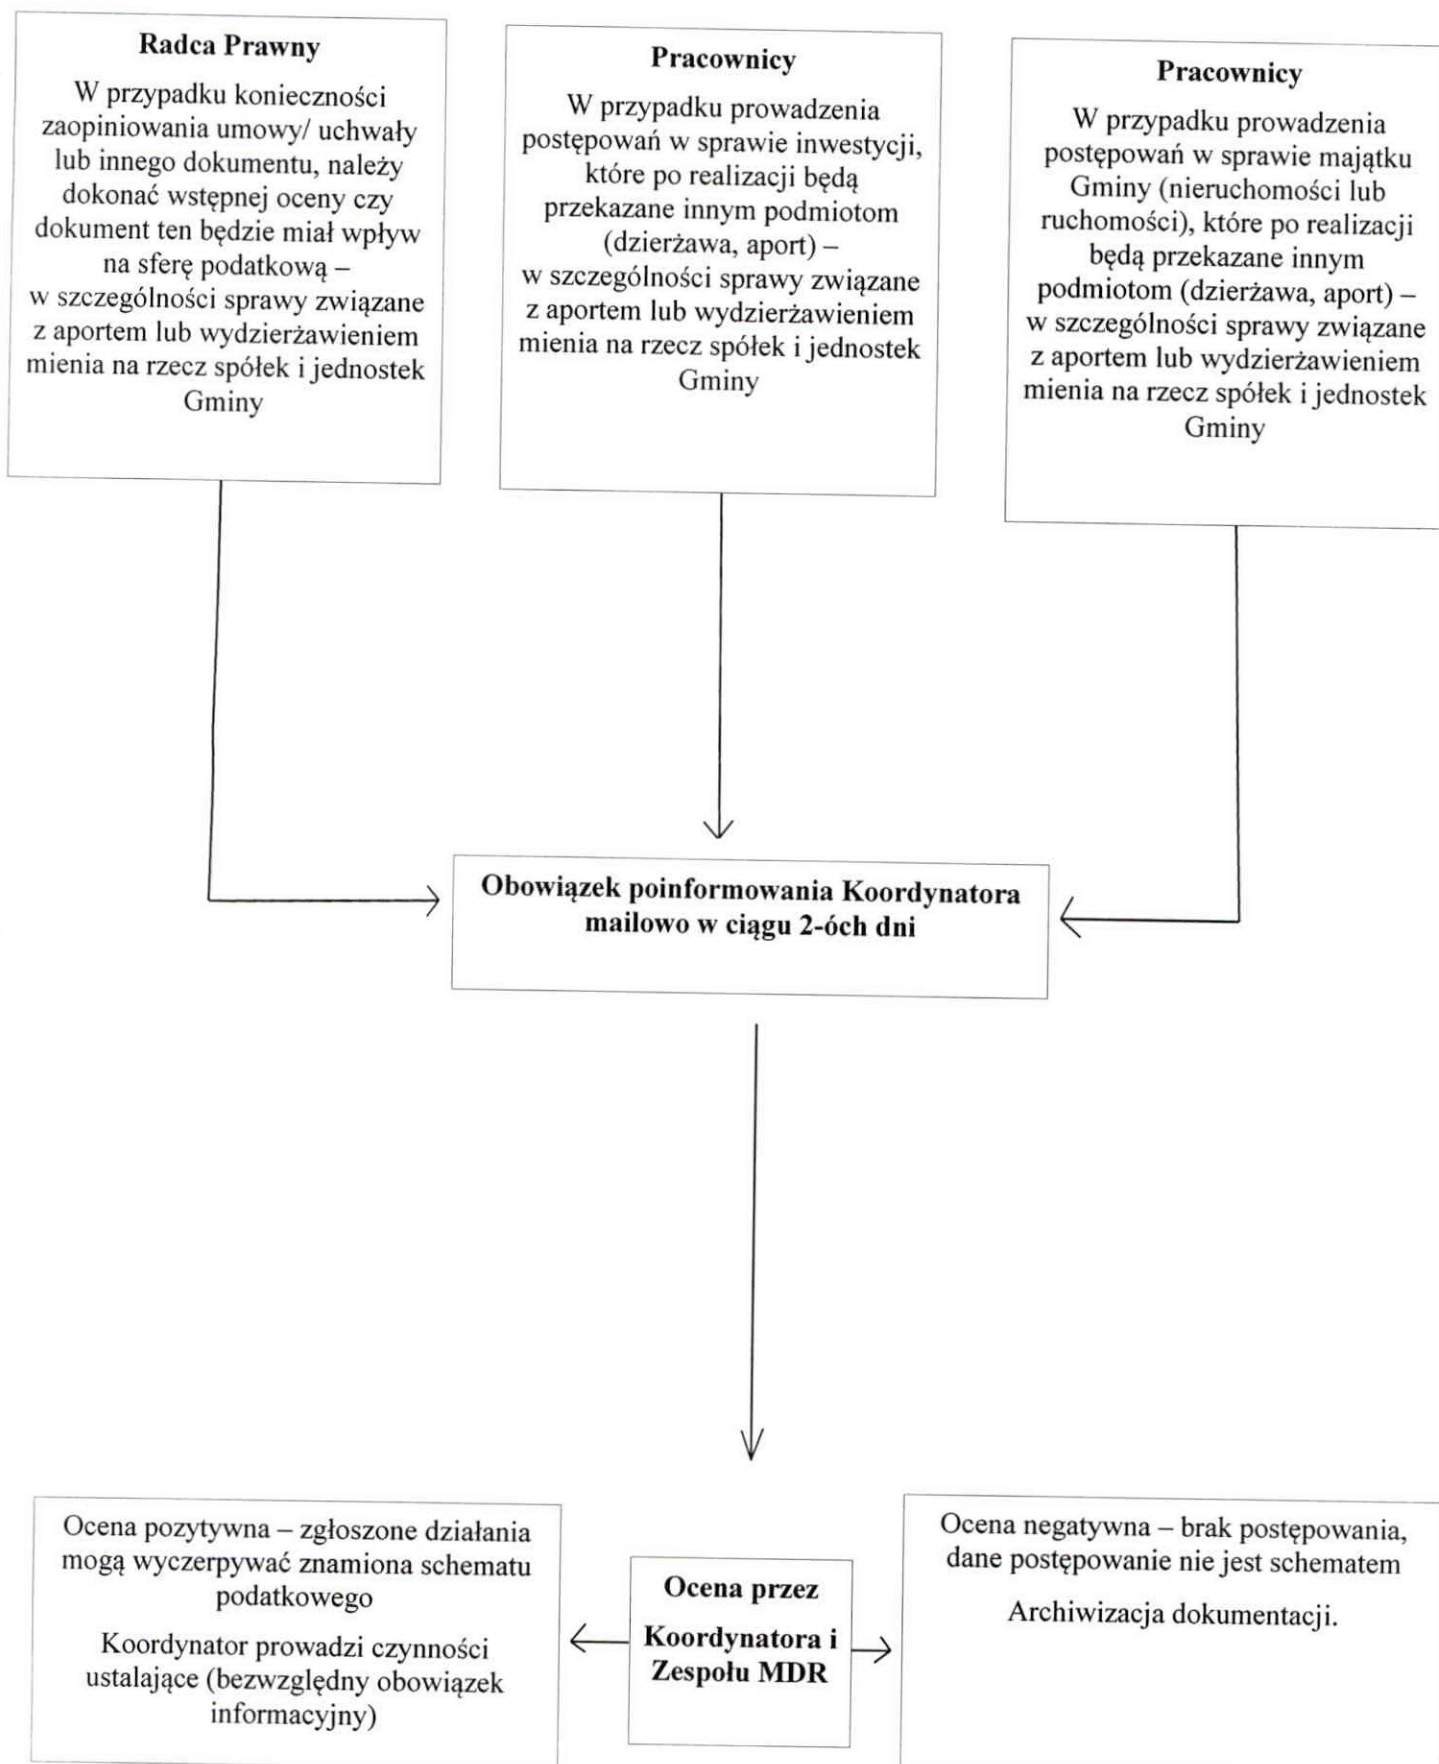 Radca Prawny
W przypadku konieczności
zaopiniowania umowy/ uchwały
lub innego dokumentu, należy
dokonać wstępnej oceny czy
dokument ten będzie miał wpływ
na sferę podatkową –
w szczególności sprawy związane
z aportem lub wydzierżawieniem
mienia na rzecz spółek i jednostek
Gminy
Pracownicy
W przypadku prowadzenia
postępowań w sprawie inwestycji,
które po realizacji będą
przekazane innym podmiotom
(dzierżawa, aport) –
w szczególności sprawy związane
z aportem lub wydzierżawieniem
mienia na rzecz spółek i jednostek
Gminy
Pracownicy
W przypadku prowadzenia
postępowań w sprawie majątku
Gminy (nieruchomości lub
ruchomości), które po realizacji
będą przekazane innym
podmiotom (dzierżawa, aport) –
w szczególności sprawy związane
z aportem lub wydzierżawieniem
mienia na rzecz spółek i jednostek
Gminy
Obowiązek poinformowania Koordynatora
mailowo w ciągu 2-óch dni
Ocena pozytywna – zgłoszone działania
mogą wyczerpywać znamiona schematu
podatkowego
Koordynator prowadzi czynności
ustalające (bezwzględny obowiązek
informacyjny)
Ocena przez
Koordynatora i
Zespołu MDR
Ocena negatywna – brak postępowania,
dane postępowanie nie jest schematem
Archiwizacja dokumentacji.